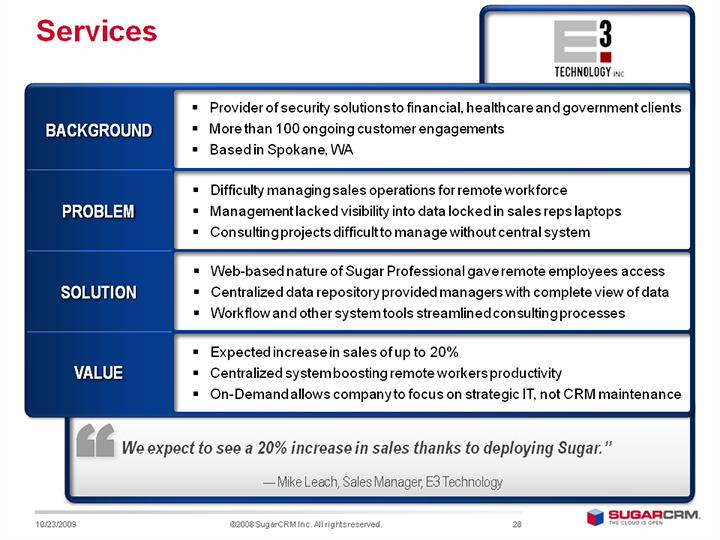 Services
E3
TECHNOLOGY INC
BACKGROUND
▪ Provider of security solutions to financial, healthcare and government clients
▪ More than 100 ongoing customer engagements
▪ Based in Spokane, WA
PROBLEM
▪ Difficulty managing sales operations for remote workforce
▪ Management lacked visibility into data locked in sales reps laptops
▪ Consulting projects difficult to manage without central system
SOLUTION
▪ Web-based nature of Sugar Professional gave remote employees access
▪ Centralized data repository provided managers with complete view of data
▪ Workflow and other system tools streamlined consulting processes
VALUE
▪ Expected increase in sales of up to 20%
▪ Centralized system boosting remote workers productivity
▪ On-Demand allows company to focus on strategic IT, not CRM maintenance
“We expect to see a 20% increase in sales thanks to deploying Sugar.”
— Mike Leach, Sales Manager, E3 Technology
10/23/2009
©2008 SugarCRM Inc. All rights reserved.
28
SUGARCRM.
THE CLOUD IS OPEN